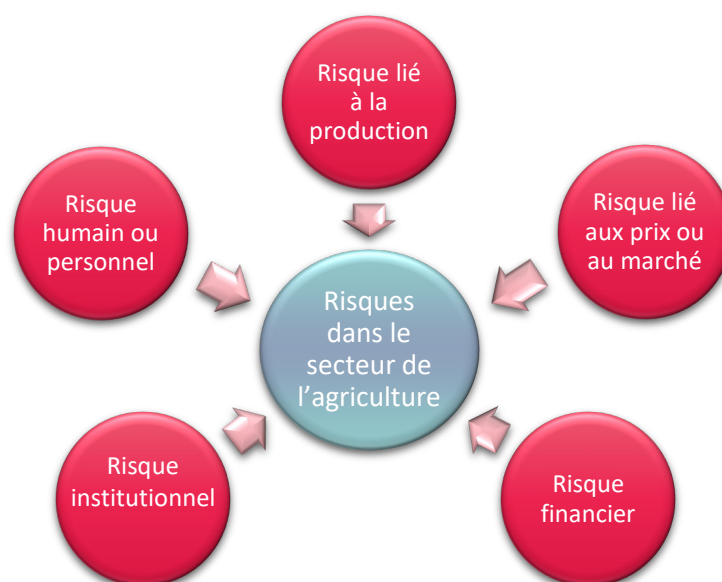 Risque lié
à la
production
Risque
humain ou
personnel
Risque lié
aux prix ou
au marché
Risques
dans le
secteur de
l’agriculture
Risque
institutionnel
Risque
financier